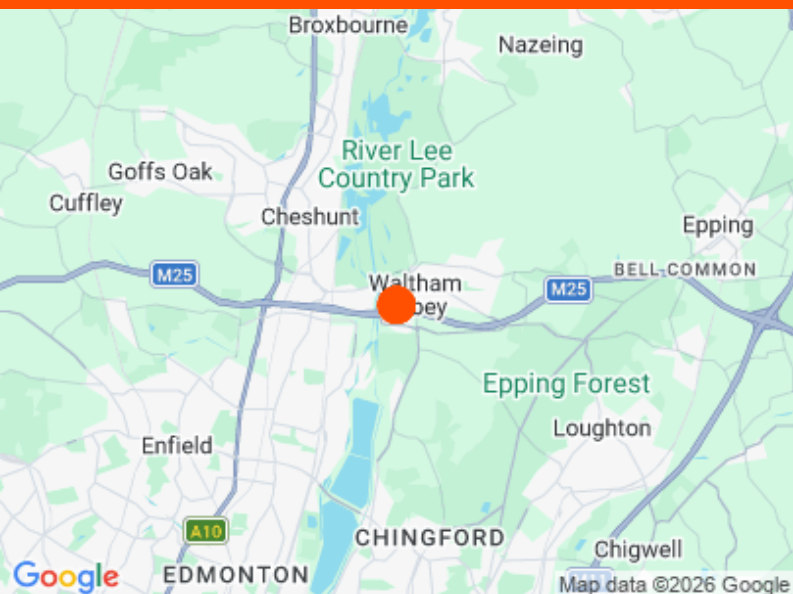 Broxbourne
Nazeing
River Lee
Country Park
Goffs Oak
Cuffley
Cheshunt
Epping
BELL COMMON
M25
Waltham
M25
Epping Forest
Loughton
Enfield
A10
CHINGFORD
Chigwell
EDMONTON
Google
Map data ©2026 Google